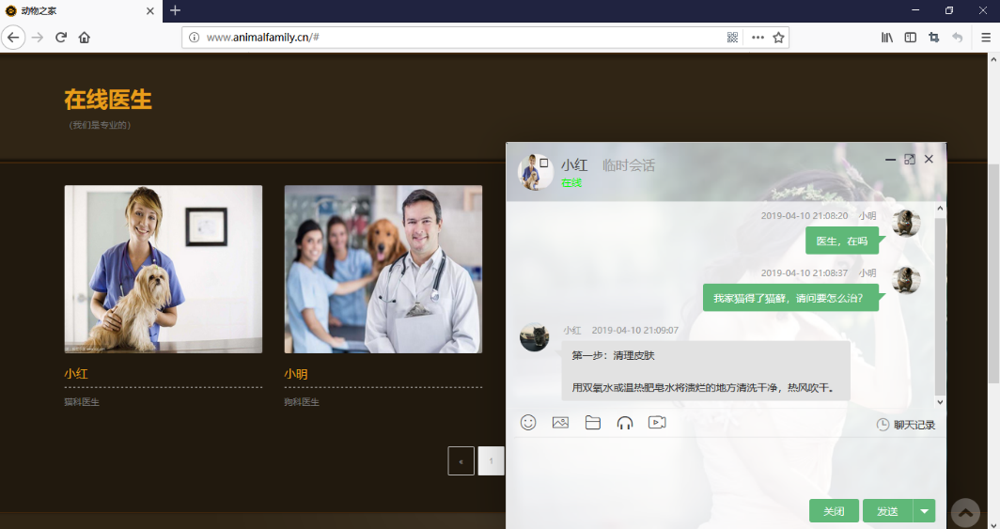 动物之家
www.animalfamily.cn/#
在线医生
（我们是专业的）
小红
猫科医生
小明
狗科医生
«
1
小红 临时会话
在线
2019-04-10 21:08:20 小明
医生，在吗
2019-04-10 21:08:37 小明
我家猫得了猫藓，请问要怎么治？
小红 2019-04-10 21:09:07
第一步：清理皮肤
用双氧水或温热肥皂水将溃烂的地方清洗干净，热风吹干。
聊天记录
关闭
发送